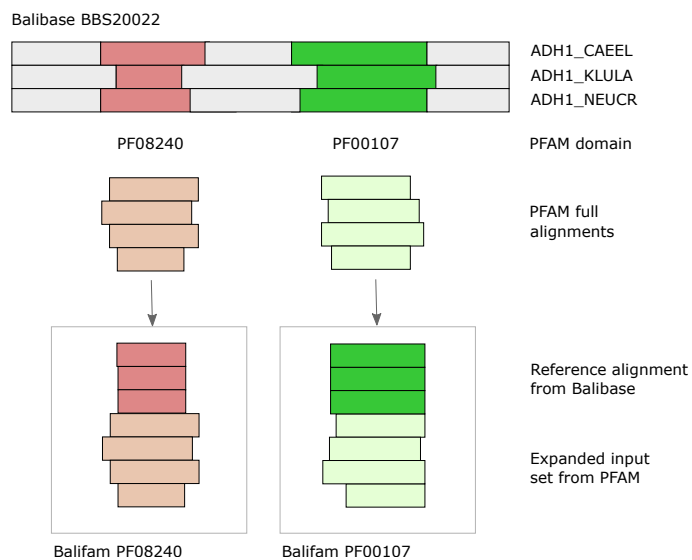 Balibase BBS20022
ADH1_CAEEL
ADH1_KLULA
ADH1_NEUCR
PF08240
PF00107
PFAM domain
PFAM full
alignments
Reference alignment
from Balibase
Expanded input
set from PFAM
Balifam PF08240
Balifam PF00107